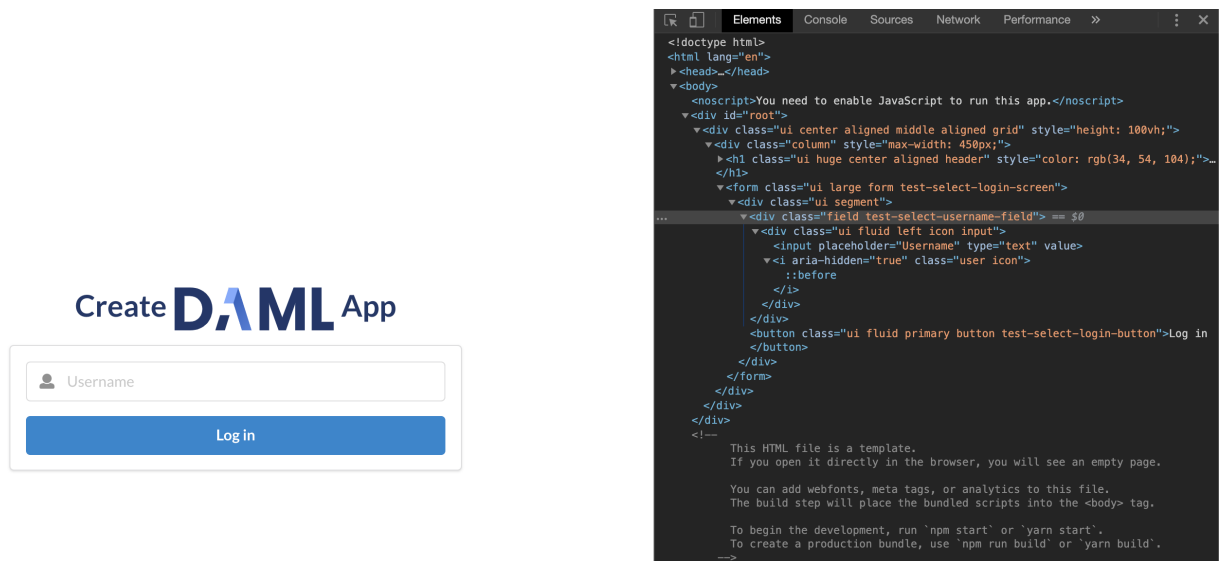 Create DAML App
Username
Log in
Elements Console Sources Network Performance »
<!doctype html>
<html lang="en">
<head>…</head>
<body>
<noscript>You need to enable JavaScript to run this app.</noscript>
<div id="root">
<div class="ui center aligned middle aligned grid" style="height: 100vh;">
<div class="column" style="max-width: 450px;">
<h1 class="ui huge center aligned header" style="color: rgb(34, 54, 104);">…
</h1>
<form class="ui large form test-select-login-screen">
<div class="ui segment">
… <div class="field test-select-username-field"> == $0
<div class="ui fluid left icon input">
<input placeholder="Username" type="text" value>
<i aria-hidden="true" class="user icon">
::before
</i>
</div>
</div>
<button class="ui fluid primary button test-select-login-button">Log in
</button>
</div>
</form>
</div>
</div>
</div>
<!--
This HTML file is a template.
If you open it directly in the browser, you will see an empty page.
You can add webfonts, meta tags, or analytics to this file.
The build step will place the bundled scripts into the <body> tag.
To begin the development, run `npm start` or `yarn start`.
To create a production bundle, use `npm run build` or `yarn build`.
-->